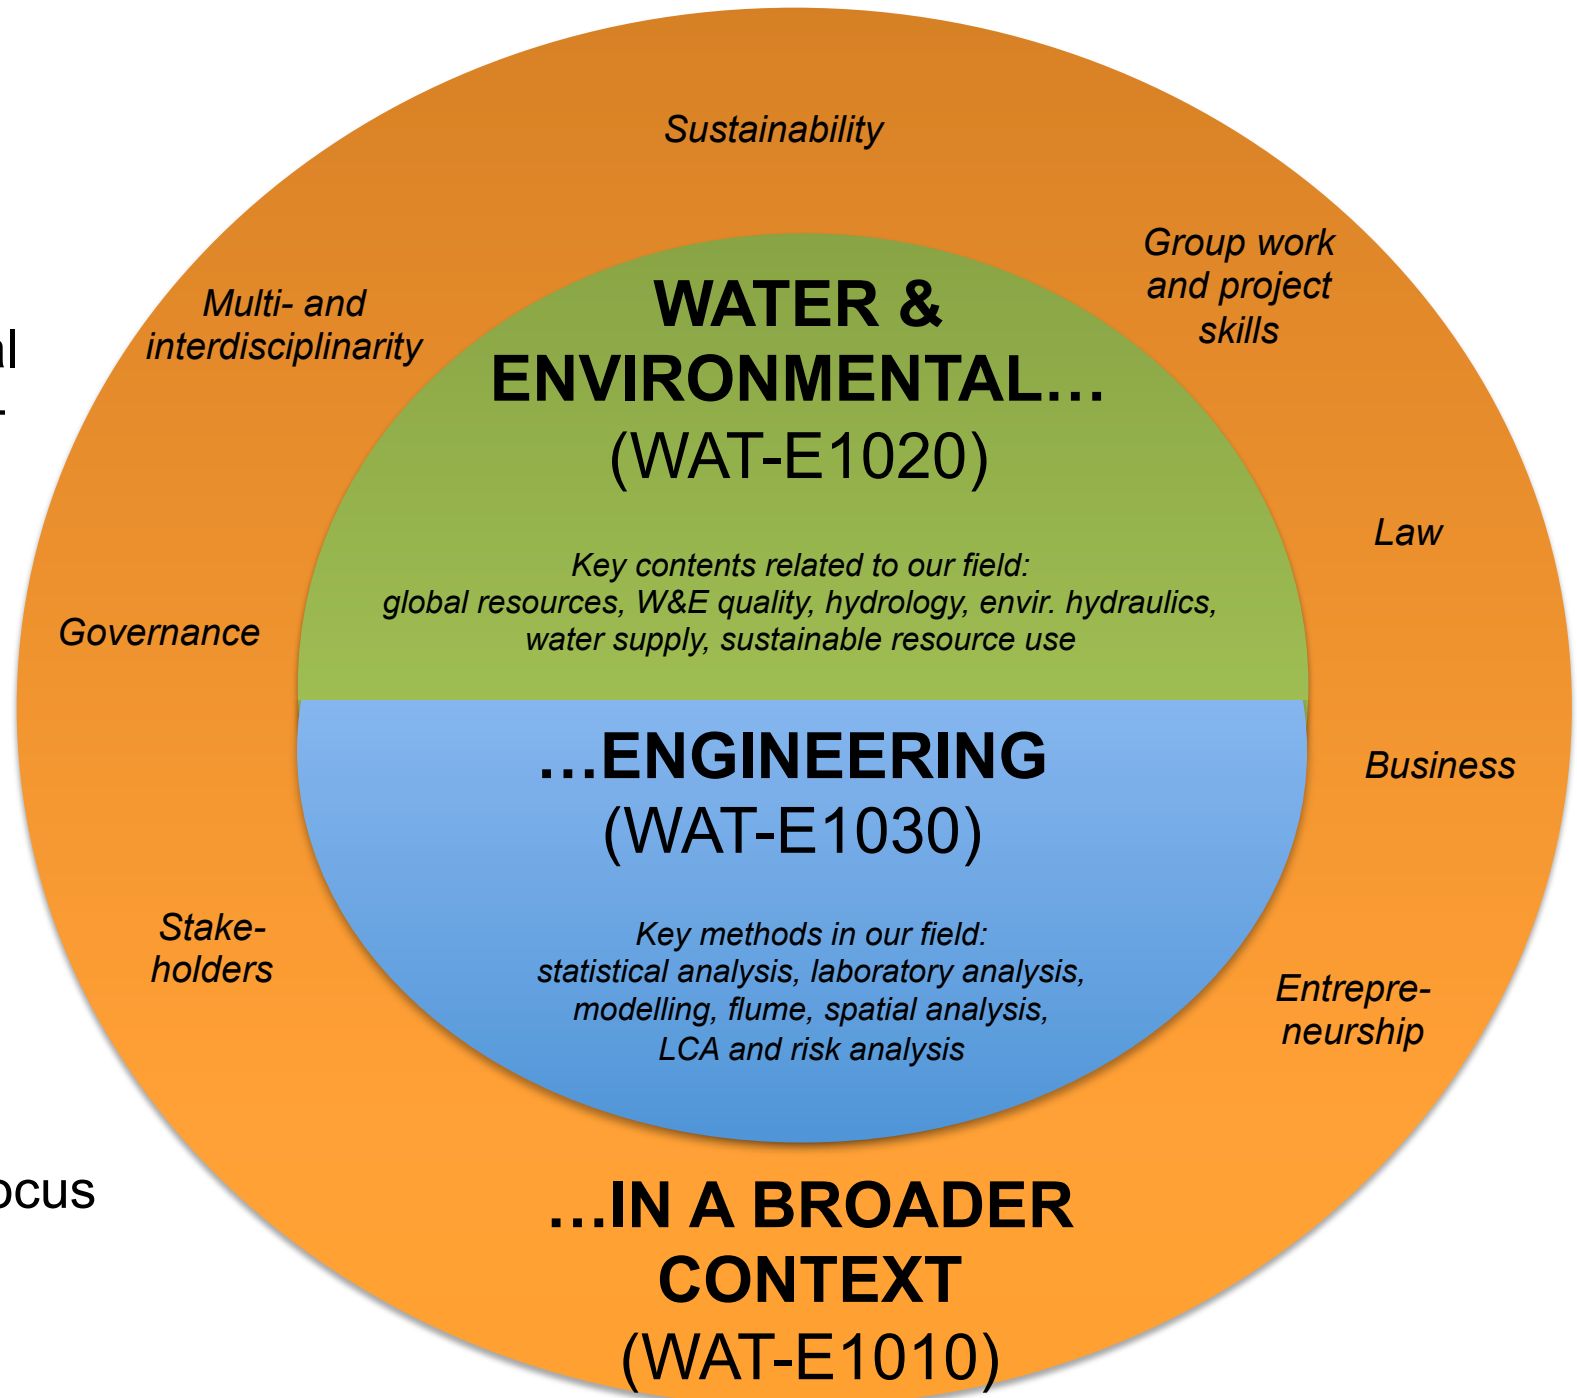 Sustainability
Group work
and project
skills
Multi- and
interdisciplinarity
WATER &
ENVIRONMENTAL…
(WAT-E1020)
Law
Key contents related to our field:
global resources, W&E quality, hydrology, envir. hydraulics,
water supply, sustainable resource use
Governance
…ENGINEERING
(WAT-E1030)
Business
Stake-
holders
Key methods in our field:
statistical analysis, laboratory analysis,
modelling, flume, spatial analysis,
LCA and risk analysis
Entrepre-
neurship
…IN A BROADER
CONTEXT
(WAT-E1010)